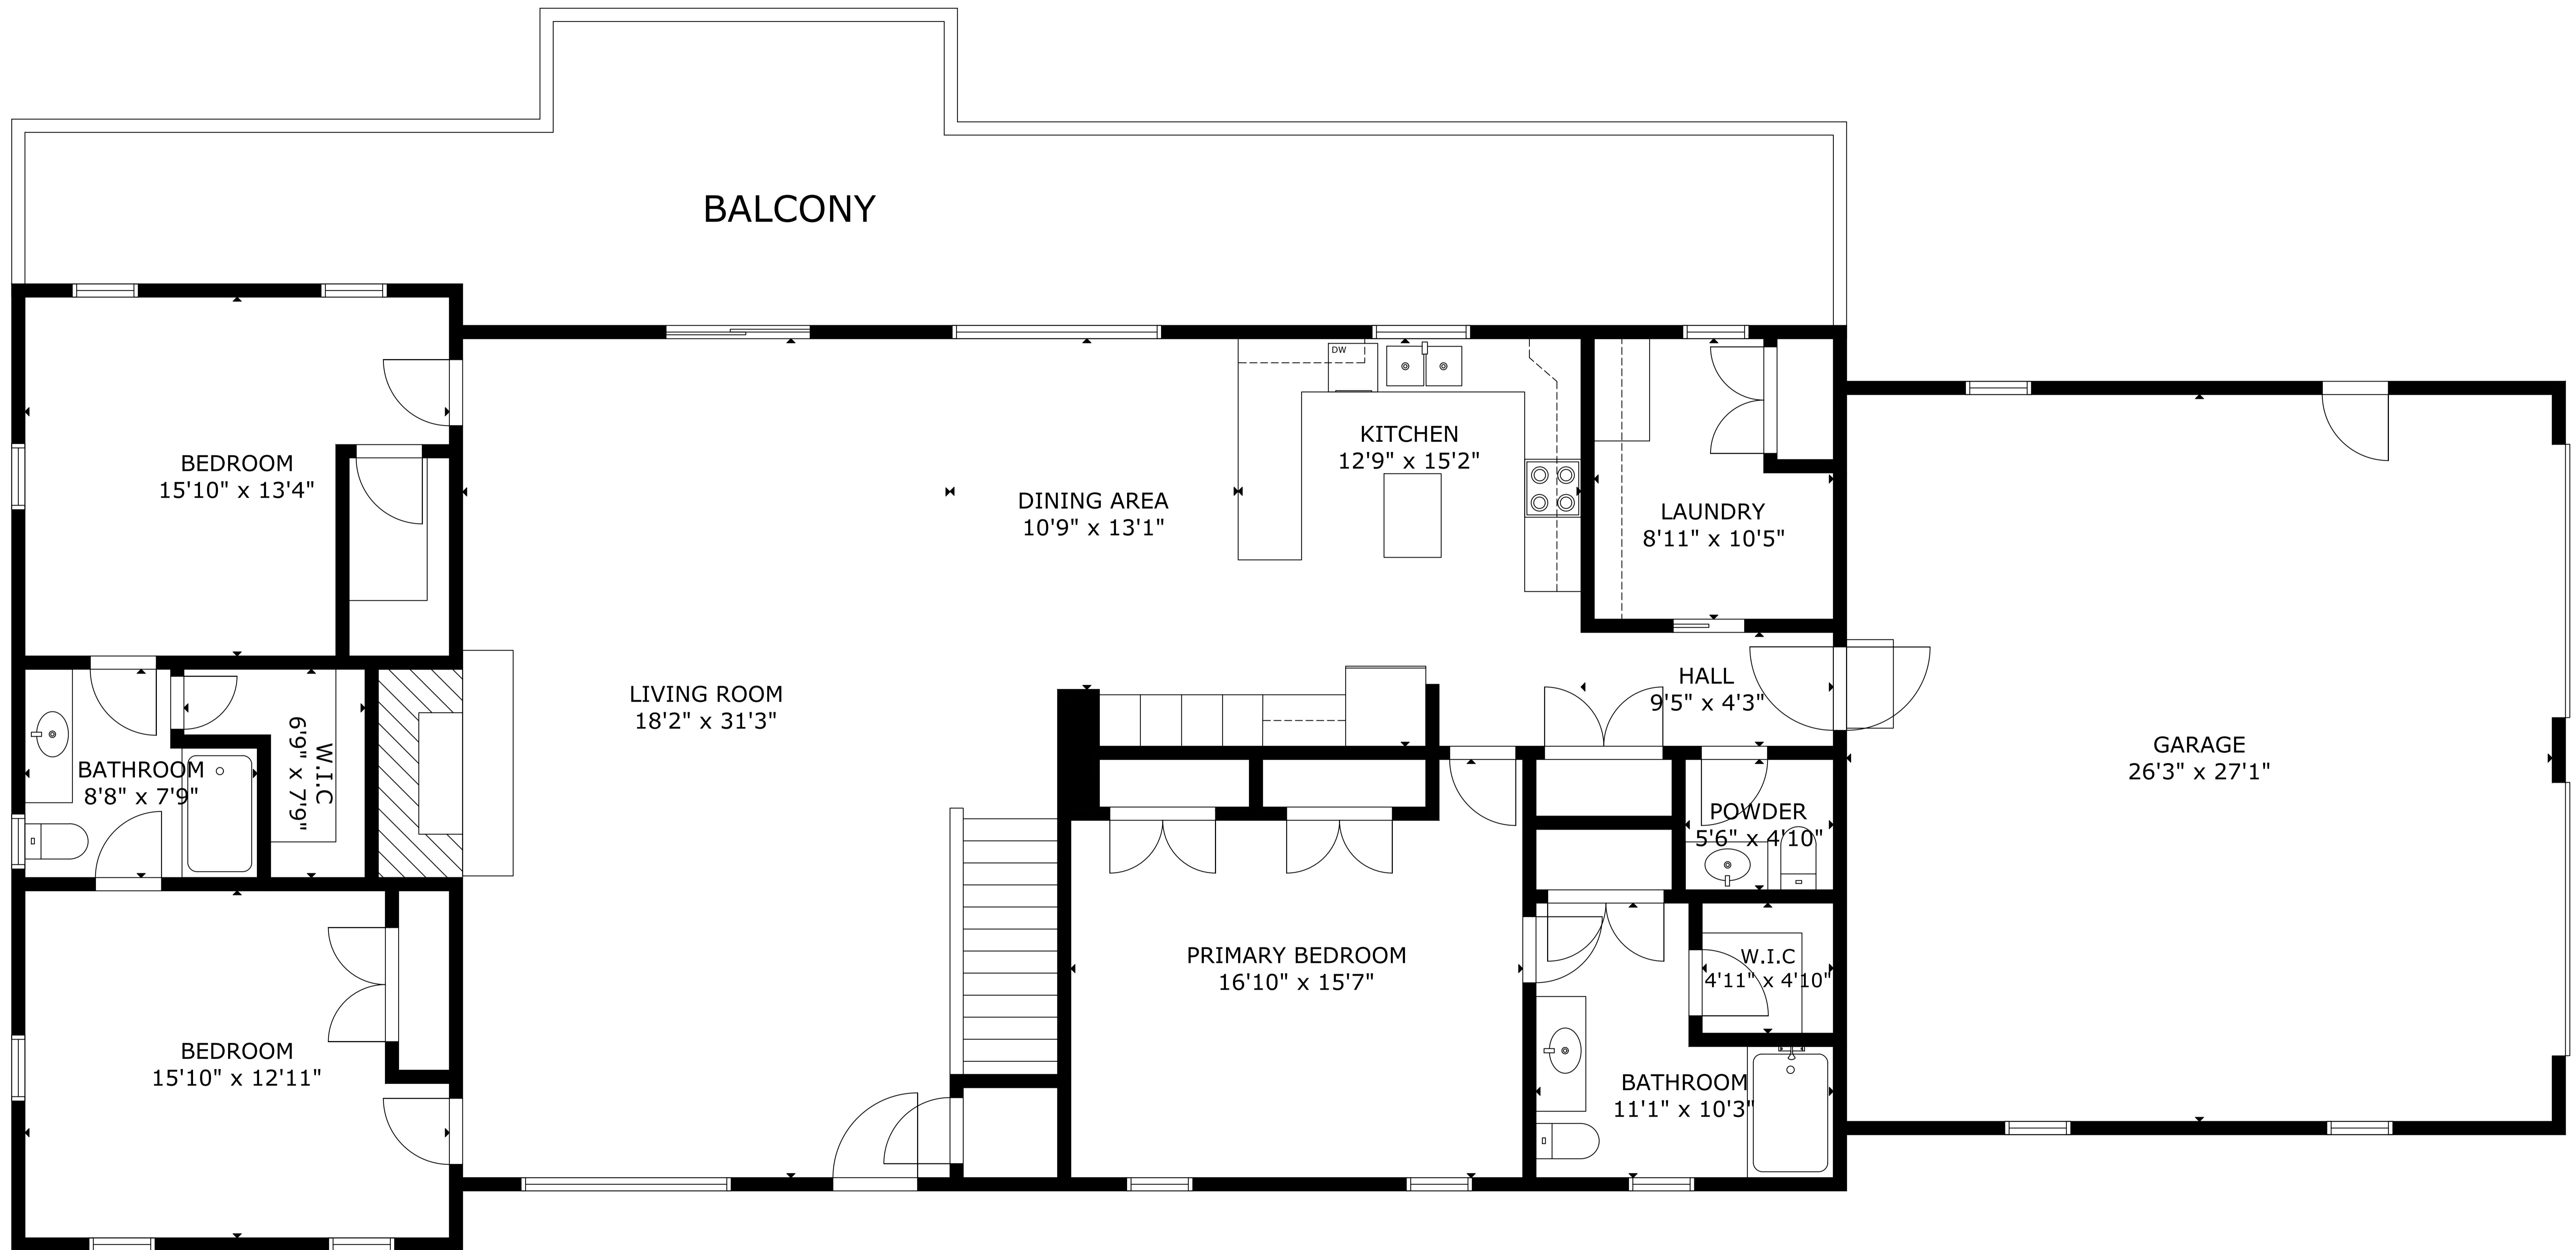 BALCONY
DW
KITCHEN
12'9" x 15'2"
BEDROOM
15'10" x 13'4"
DINING AREA
10'9" x 13'1"
LAUNDRY
8'11" x 10'5"
LIVING ROOM
18'2" x 31'3"
HALL
9'5" x 4'3"
GARAGE
26'3" x 27'1"
BATHROOM
8'8" x 7'9"
W.I.C
6'9" x 7'9"
POWDER
5'6" x 4'10"
PRIMARY BEDROOM
16'10" x 15'7"
W.I.C
4'11" x 4'10"
BEDROOM
15'10" x 12'11"
BATHROOM
11'1" x 10'3"